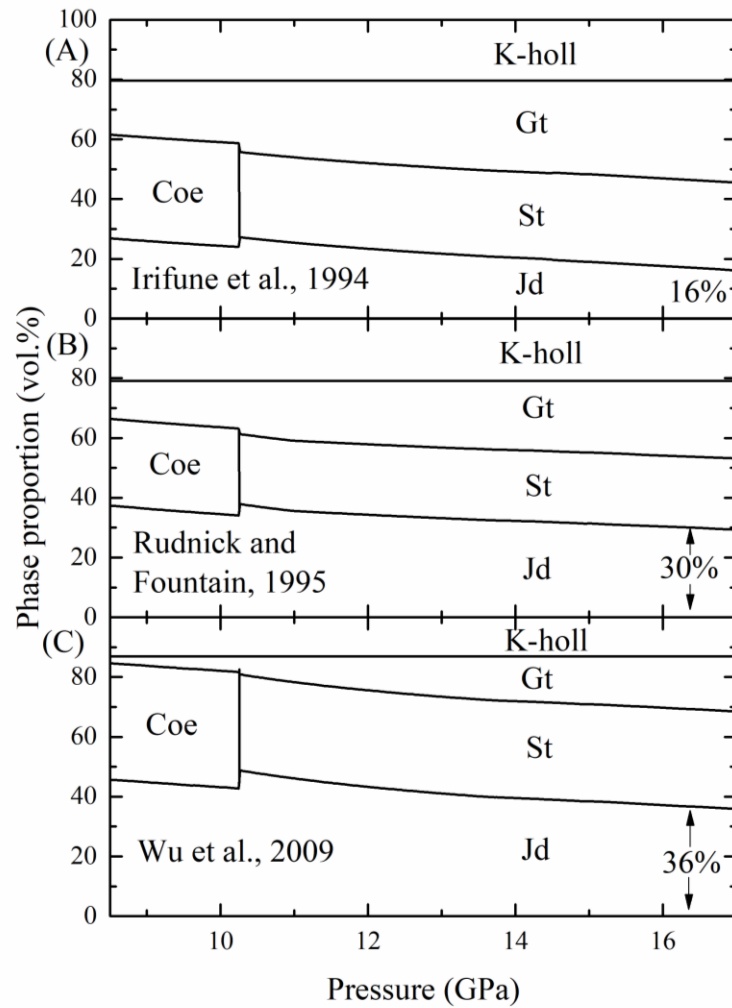 (A)
100
80
60
40
20
0
K-holl
Gt
Coe
St
Irifune et al., 1994
Jd
16%
(B)
80
60
40
20
0
K-holl
Gt
Coe
St
Rudnick and
Fountain, 1995
Jd
30%
(C)
80
60
40
20
0
K-holl
Gt
Coe
St
Wu et al., 2009
Jd
36%
Phase proportion (vol.%)
10
12
14
16
Pressure (GPa)